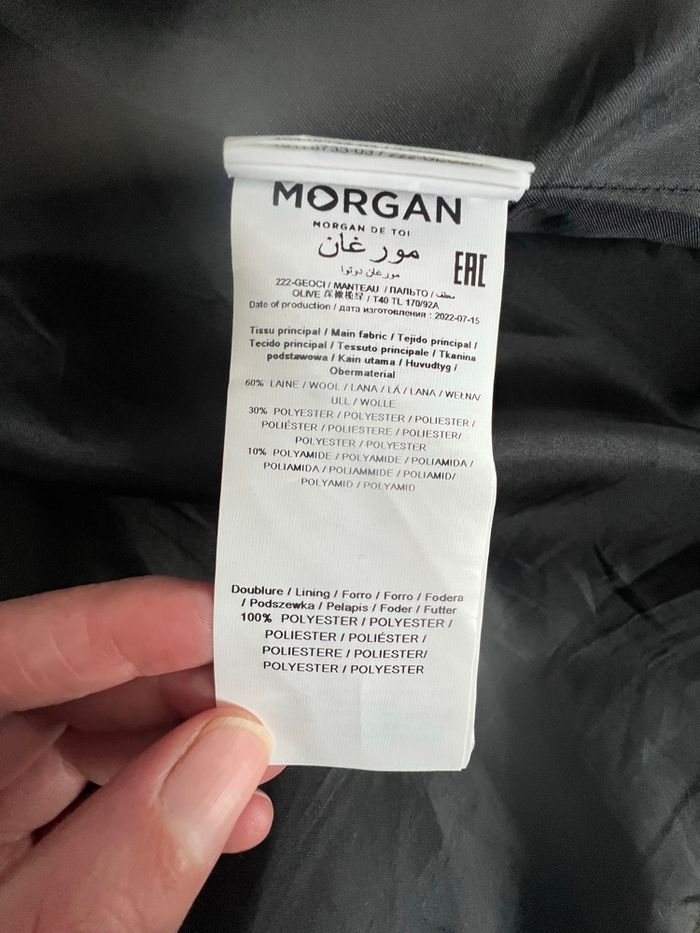 MORGAN
MORGAN DE TOI
مورغان
مورغان دوتوا
EAC
222-GEOCI / MANTEAU / ПАЛЬТО / معطف
OLIVE 深橄榄绿 / T40 TL 170/92A
Date of production / дата изготовления : 2022-07-15
Tissu principal / Main fabric / Tejido principal /
Tecido principal / Tessuto principale / Tkanina
podstawowa / Kain utama / Huvudtyg /
Obermaterial
60% LAINE / WOOL / LANA / LÃ / LANA / WEŁNA/
ULL / WOLLE
30% POLYESTER / POLYESTER / POLIESTER /
POLIÉSTER / POLIESTERE / POLIESTER/
POLYESTER / POLYESTER
10% POLYAMIDE / POLYAMIDE / POLIAMIDA /
POLIAMIDA / POLIAMMIDE / POLIAMID/
POLYAMID / POLYAMID
Doublure / Lining / Forro / Forro / Fodera
/ Podszewka / Pelapis / Foder / Futter
100% POLYESTER / POLYESTER /
POLIESTER / POLIÉSTER /
POLIESTERE / POLIESTER/
POLYESTER / POLYESTER